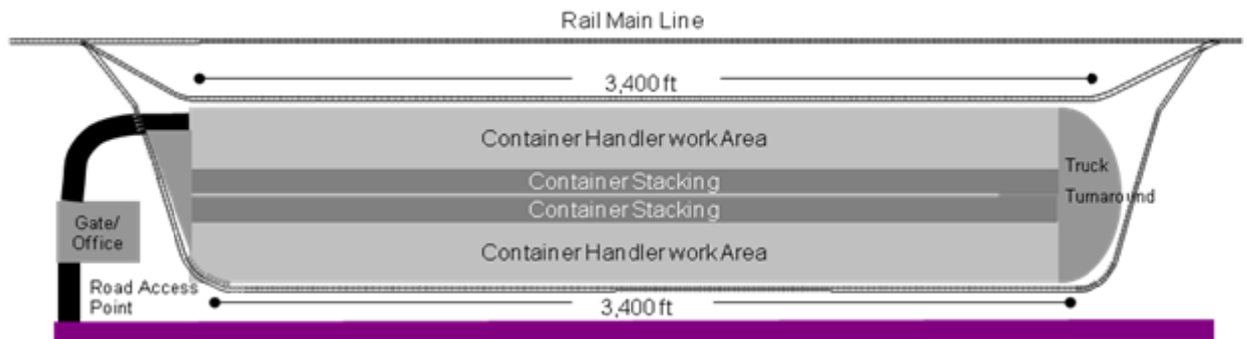 Rail Main Line
3,400 ft
Container Handler work Area
Container Stacking
Container Stacking
Container Handler work Area
Truck
Turnaround
Gate/
Office
Road Access
Point
3,400 ft